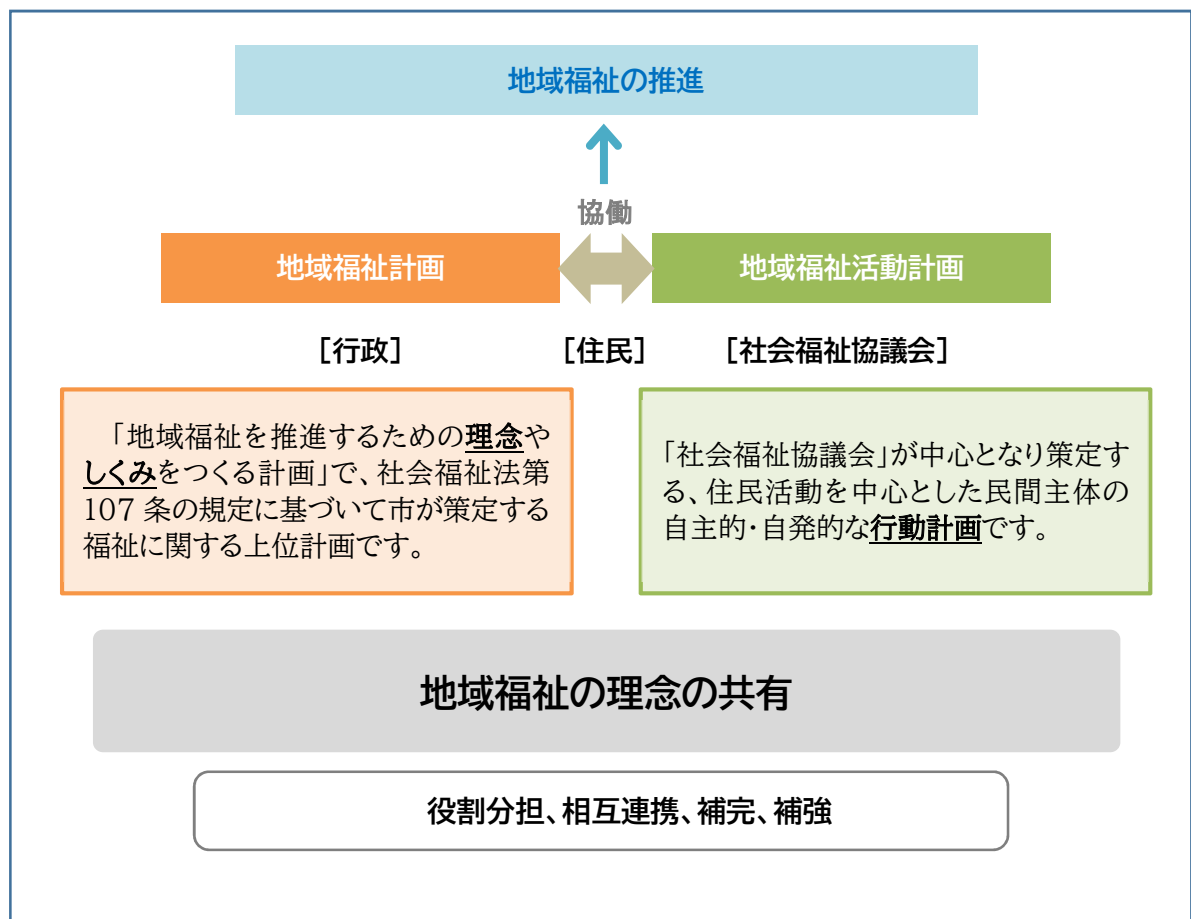 地域福祉の推進
協働
地域福祉計画
地域福祉活動計画
［行政］
［住民］
［社会福祉協議会］
「地域福祉を推進するための理念や
しくみをつくる計画」で、社会福祉法第
107 条の規定に基づいて市が策定する
福祉に関する上位計画です。
「社会福祉協議会」が中心となり策定す
る、住民活動を中心とした民間主体の
自主的・自発的な行動計画です。
地域福祉の理念の共有
役割分担、相互連携、補完、補強